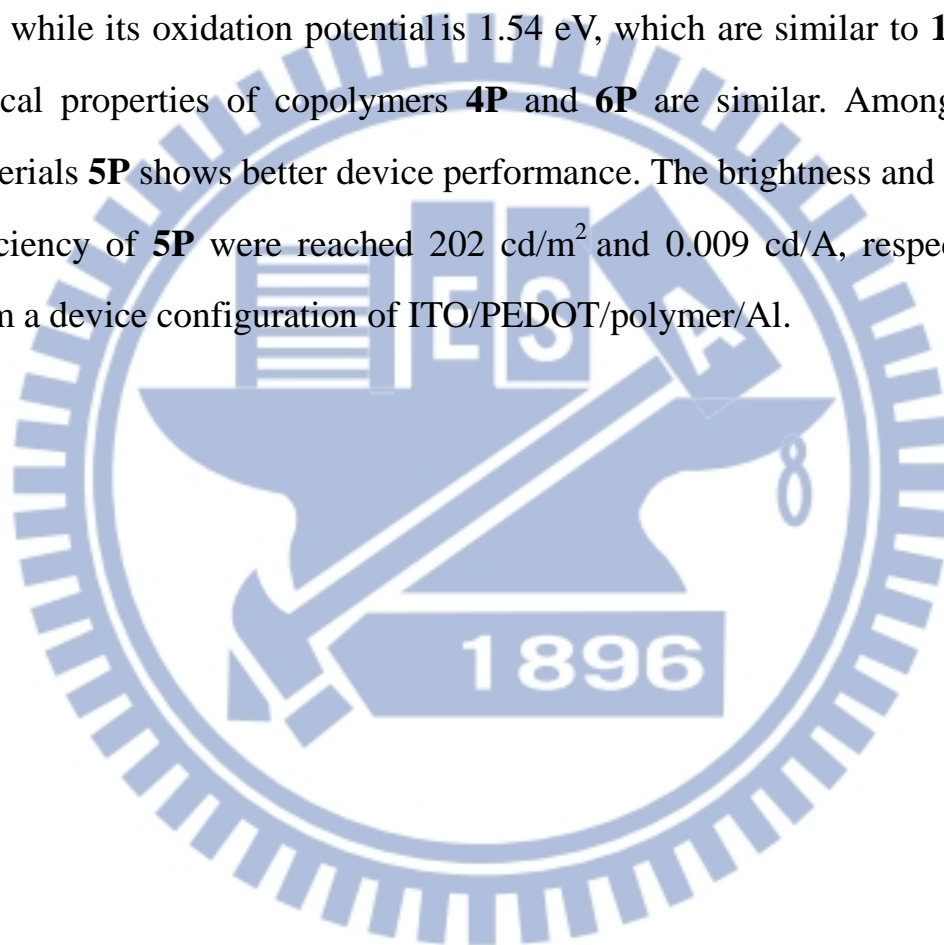 while its oxidation potential is 1.54 eV, which are similar to 1
cal properties of copolymers 4P and 6P are similar. Among
erials 5P shows better device performance. The brightness and
ciency of 5P were reached 202 cd/m² and 0.009 cd/A, respec
m a device configuration of ITO/PEDOT/polymer/Al.
E S A
8
1896